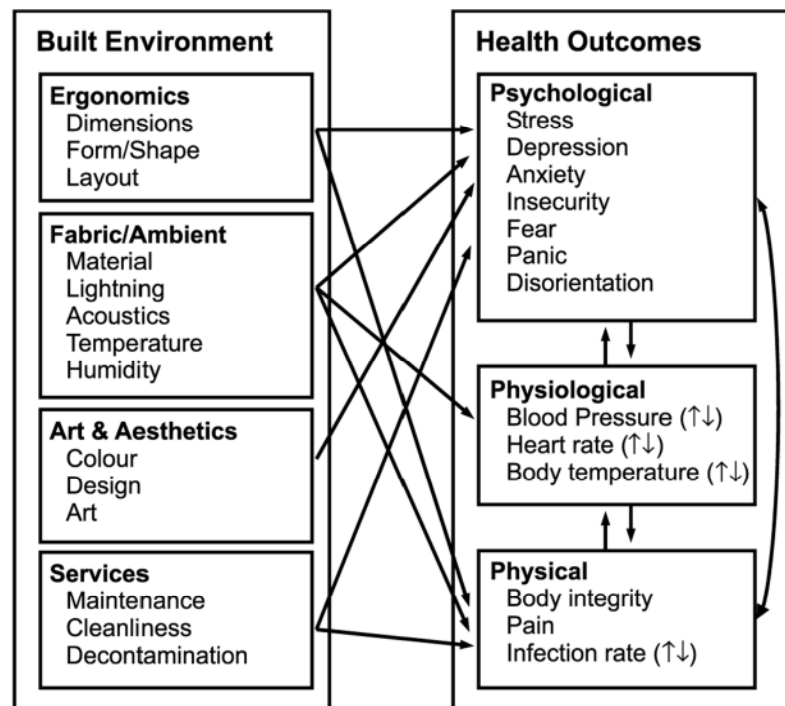 Built Environment
Ergonomics
Dimensions
Form/Shape
Layout
Fabric/Ambient
Material
Lightning
Acoustics
Temperature
Humidity
Art & Aesthetics
Colour
Design
Art
Services
Maintenance
Cleanliness
Decontamination
Health Outcomes
Psychological
Stress
Depression
Anxiety
Insecurity
Fear
Panic
Disorientation
Physiological
Blood Pressure (↑↓)
Heart rate (↑↓)
Body temperature (↑↓)
Physical
Body integrity
Pain
Infection rate (↑↓)